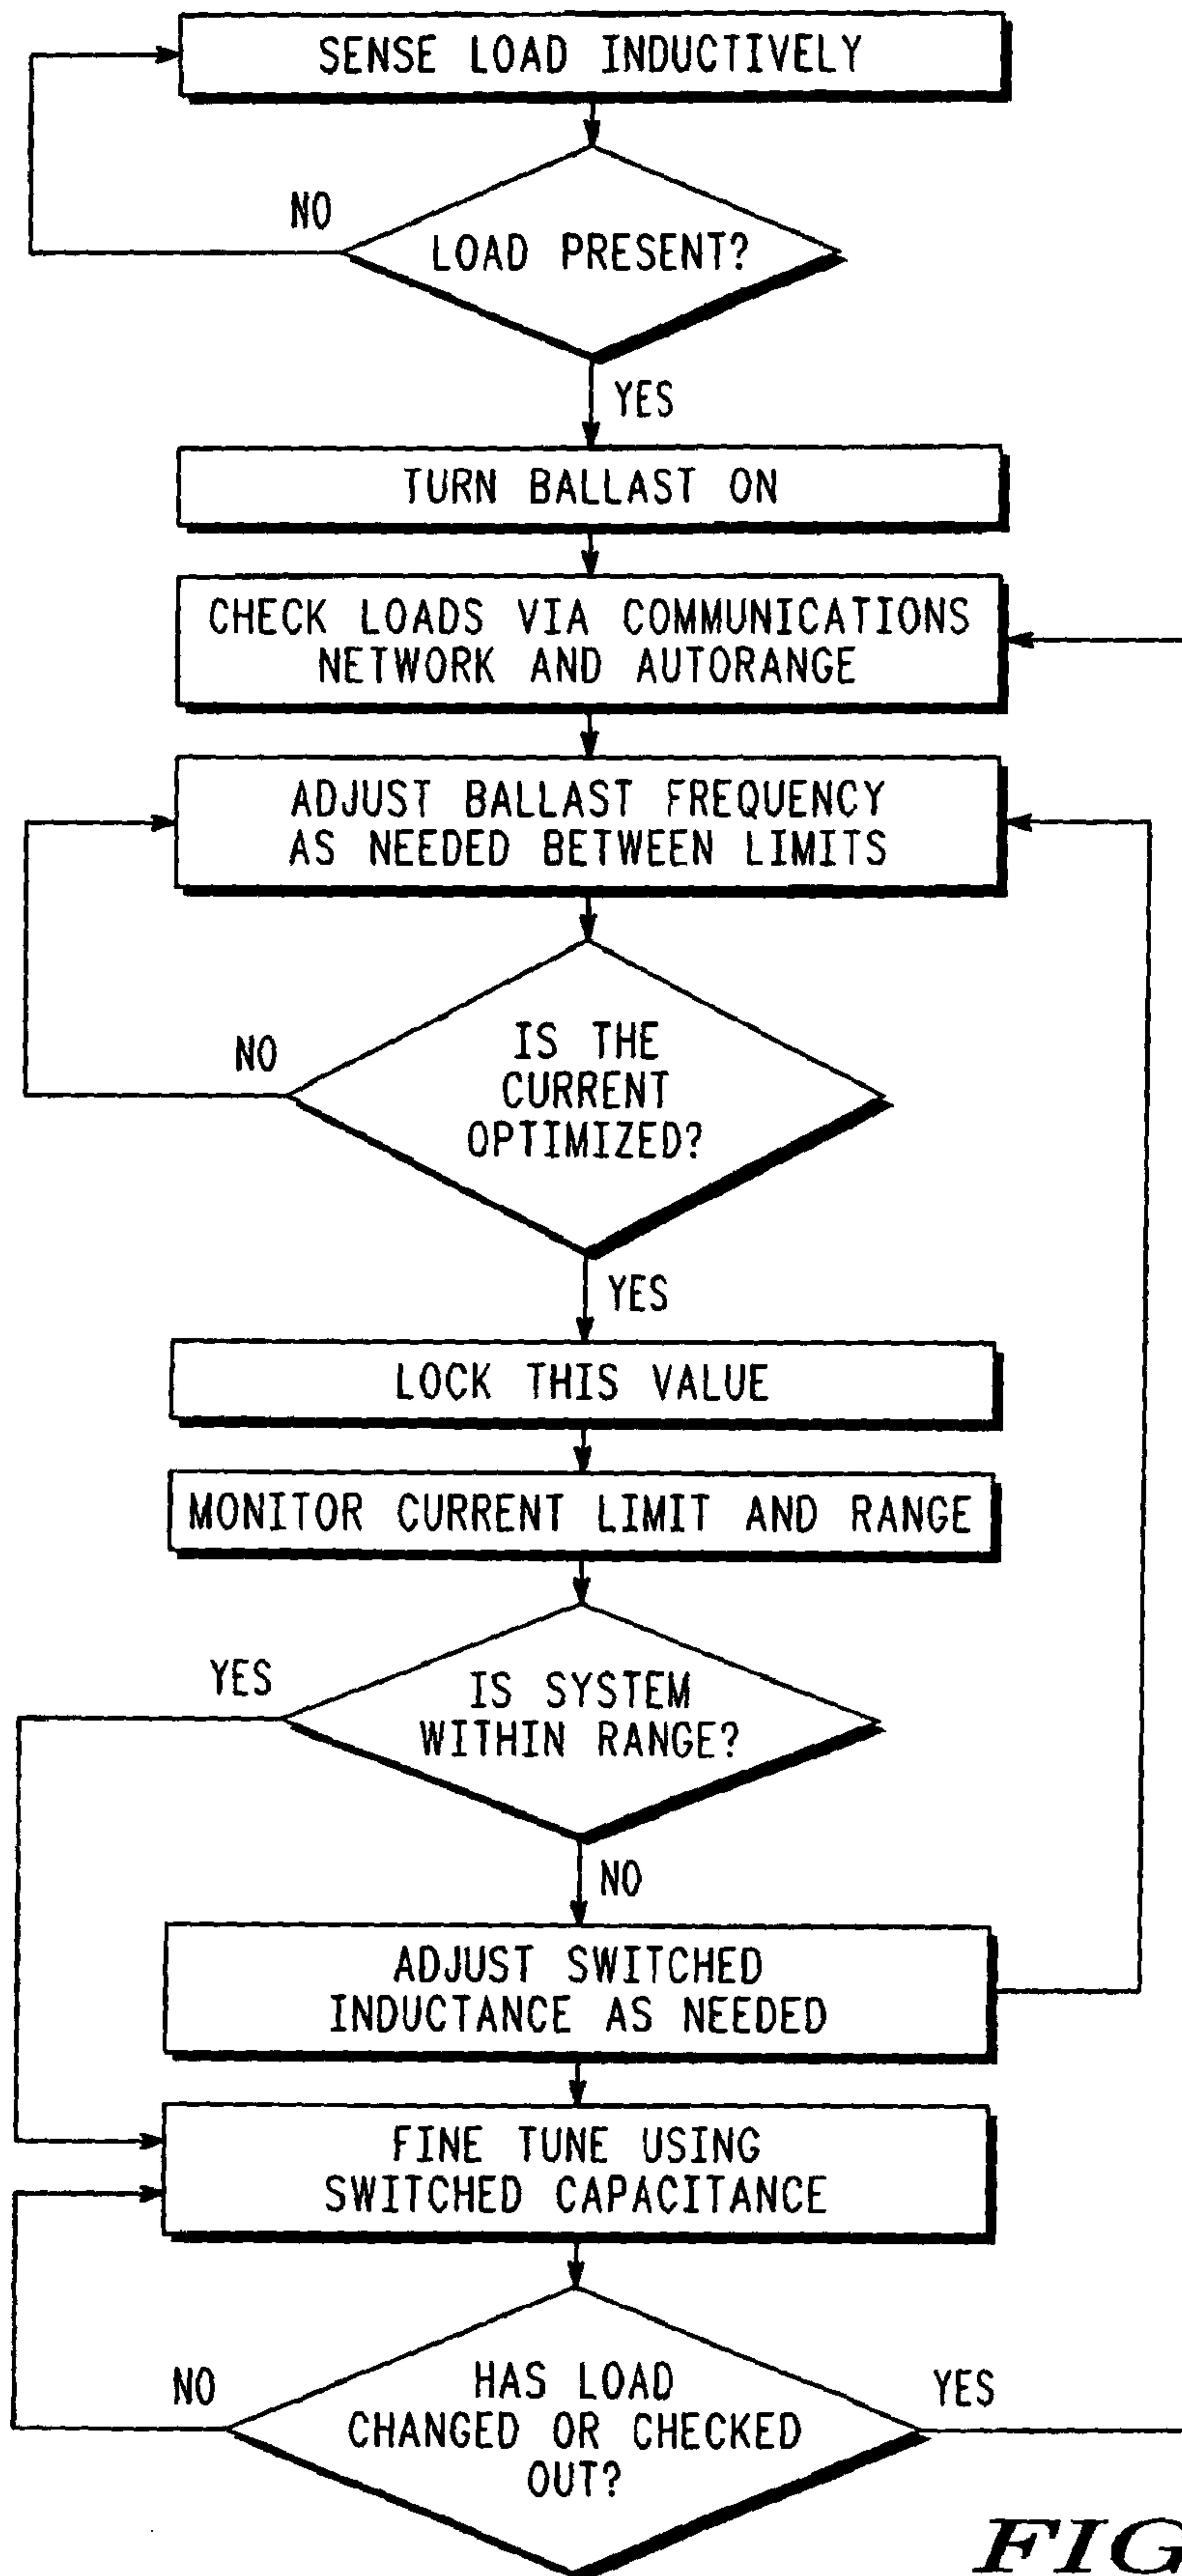 SENSE LOAD INDUCTIVELY
NO
LOAD PRESENT?
YES
TURN BALLAST ON
CHECK LOADS VIA COMMUNICATIONS
NETWORK AND AUTORANGE
ADJUST BALLAST FREQUENCY
AS NEEDED BETWEEN LIMITS
NO
IS THE
CURRENT
OPTIMIZED?
YES
LOCK THIS VALUE
MONITOR CURRENT LIMIT AND RANGE
YES
IS SYSTEM
WITHIN RANGE?
NO
ADJUST SWITCHED
INDUCTANCE AS NEEDED
FINE TUNE USING
SWITCHED CAPACITANCE
NO
HAS LOAD
CHANGED OR CHECKED
OUT?
YES
FIG